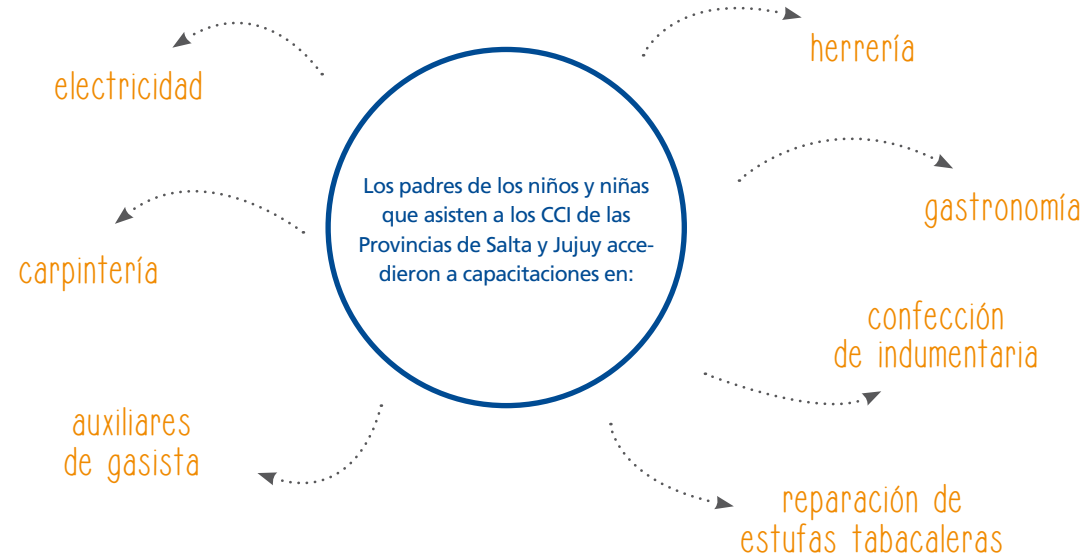 herrería
electricidad
Los padres de los niños y niñas
que asisten a los CCI de las
Provincias de Salta y Jujuy acce-
dieron a capacitaciones en:
gastronomía
carpintería
confección
de indumentaria
auxiliares
de gasista
reparación de
estufas tabacaleras